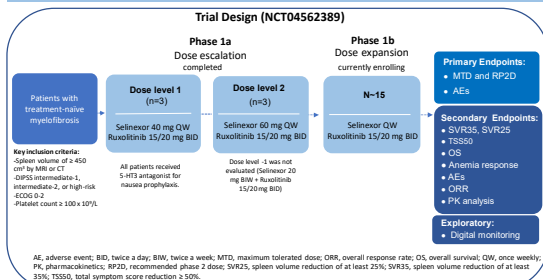 Trial Design (NCT04562389)
Phase 1a
Dose escalation
completed
Phase 1b
Dose expansion
currently enrolling
Patients with
treatment-naïve
myelofibrosis
Key inclusion criteria:
-Spleen volume of ≥ 450
cm³ by MRI or CT
-DIPSS intermediate-1,
intermediate-2, or high-risk
-ECOG 0-2
-Platelet count ≥ 100 x 10⁹/L
Dose level 1
(n=3)
Selinexor 40 mg QW
Ruxolitinib 15/20 mg BID
All patients received
5-HT3 antagonist for
nausea prophylaxis.
Dose level 2
(n=3)
Selinexor 60 mg QW
Ruxolitinib 15/20 mg BID
Dose level -1 was not
evaluated (Selinexor 20
mg BIW + Ruxolitinib
15/20 mg BID)
N~15
Selinexor 60 mg QW
Ruxolitinib 15/20 mg BID
Primary Endpoints:
• MTD and RP2D
• AEs
Secondary Endpoints:
• SVR35, SVR25
• TSS50
• OS
• Anemia response
• AEs
• ORR
• PK analysis
Exploratory:
• Digital monitoring
AE, adverse event; BID, twice a day; BIW, twice a week; MTD, maximum tolerated dose; ORR, overall response rate; OS, overall survival; QW, once weekly;
PK, pharmacokinetics; RP2D, recommended phase 2 dose; SVR25, spleen volume reduction of at least 25%; SVR35, spleen volume reduction of at least
35%; TSS50, total symptom score reduction ≥ 50%.